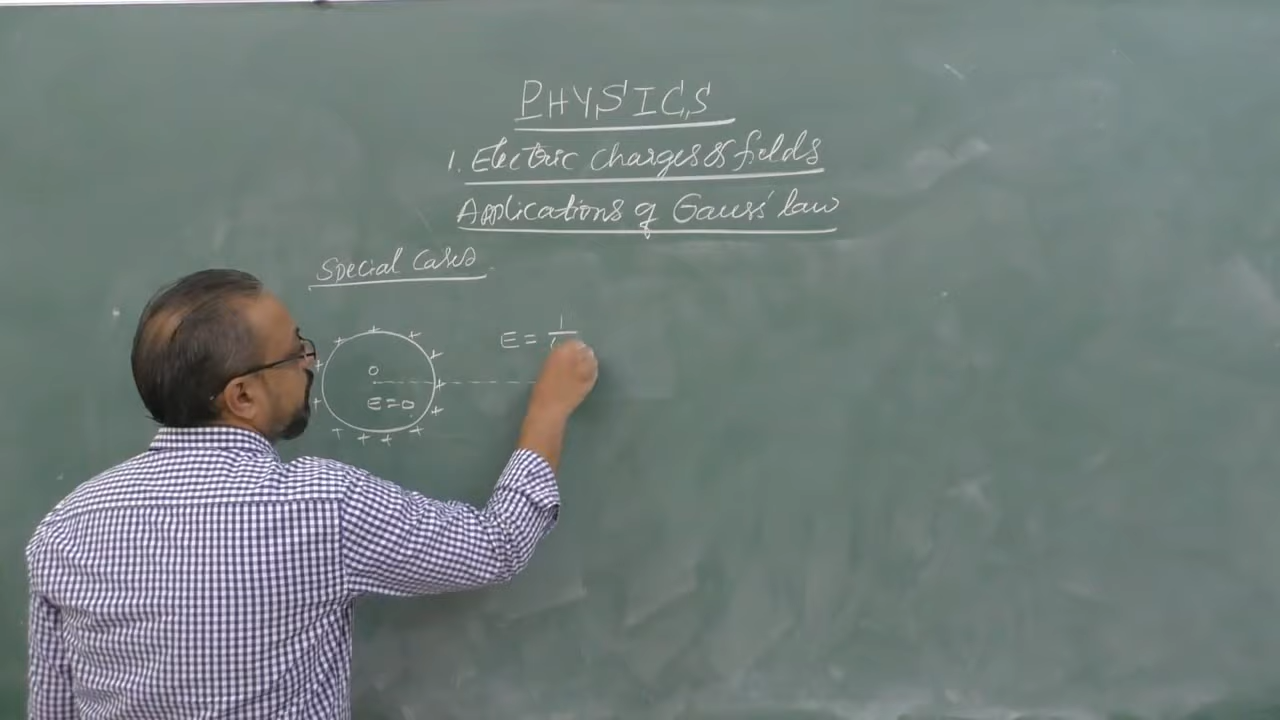 PHYSICS
1. Electric charges & fields
Applications of Gauss' law
Special Cases
+ + + + + + + + + + + + +
E = 1
O
E=0